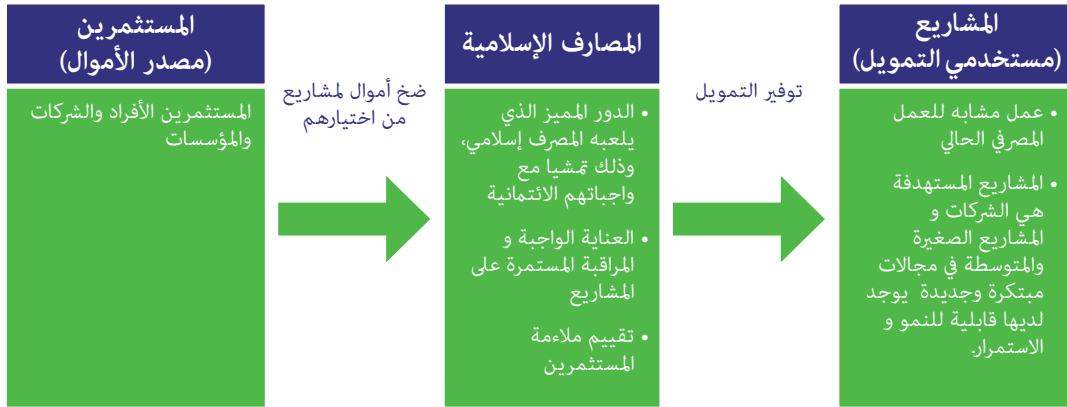 المستثمرين
(مصدر الأموال)
المستثمرين الأفراد والشركات
والمؤسسات
ضخ أموال لمشاريع
من اختيارهم
المصارف الإسلامية
• الدور المميز الذي
يلعبه المصرف إسلامي،
وذلك تمشيا مع
واجباتهم الائتمانية
• العناية الواجبة و
المراقبة المستمرة على
المشاريع
• تقييم ملاءمة
المستثمرين
توفير التمويل
المشاريع
(مستخدمي التمويل)
• عمل مشابه للعمل
المصرفي الحالي
• المشاريع المستهدفة
هي الشركات و
المشاريع الصغيرة
والمتوسطة في مجالات
مبتكرة وجديدة يوجد
لديها قابلية للنمو و
الاستمرار.